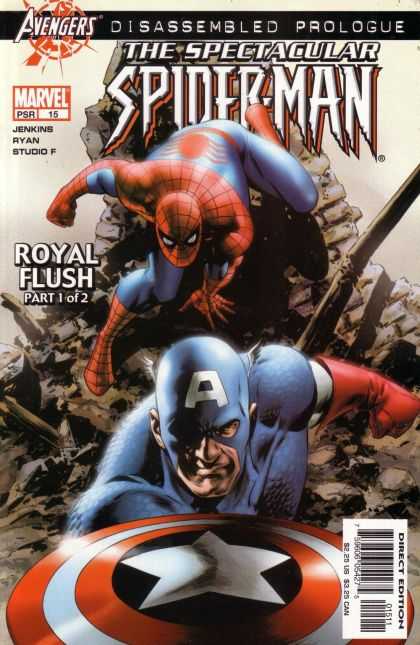 AVENGERS DISASSEMBLED PROLOGUE
THE SPECTACULAR
SPIDER-MAN®
MARVEL
PSR 15
JENKINS
RYAN
STUDIO F
ROYAL
FLUSH
PART 1 of 2
A
DIRECT EDITION
01511
$2.25 US $3.25 CAN